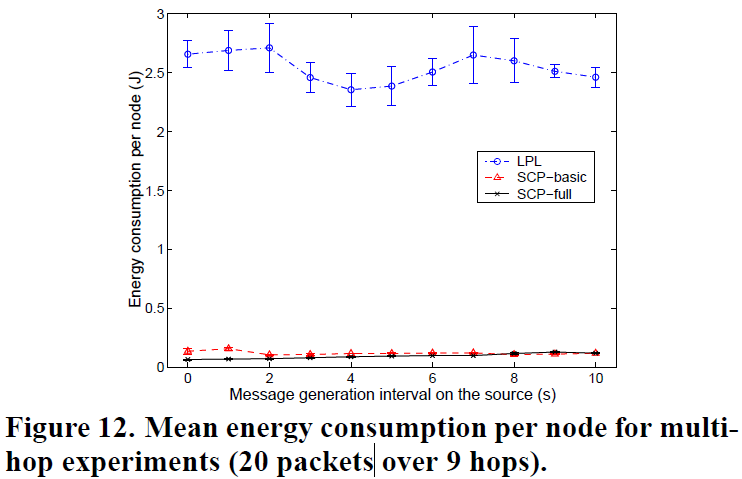 3
2.5
2
1.5
1
0.5
0
Energy consumption per node (J)
LPL
SCP-basic
SCP-full
0 2 4 6 8 10
Message generation interval on the source (s)
Figure 12. Mean energy consumption per node for multi-
hop experiments (20 packets over 9 hops).